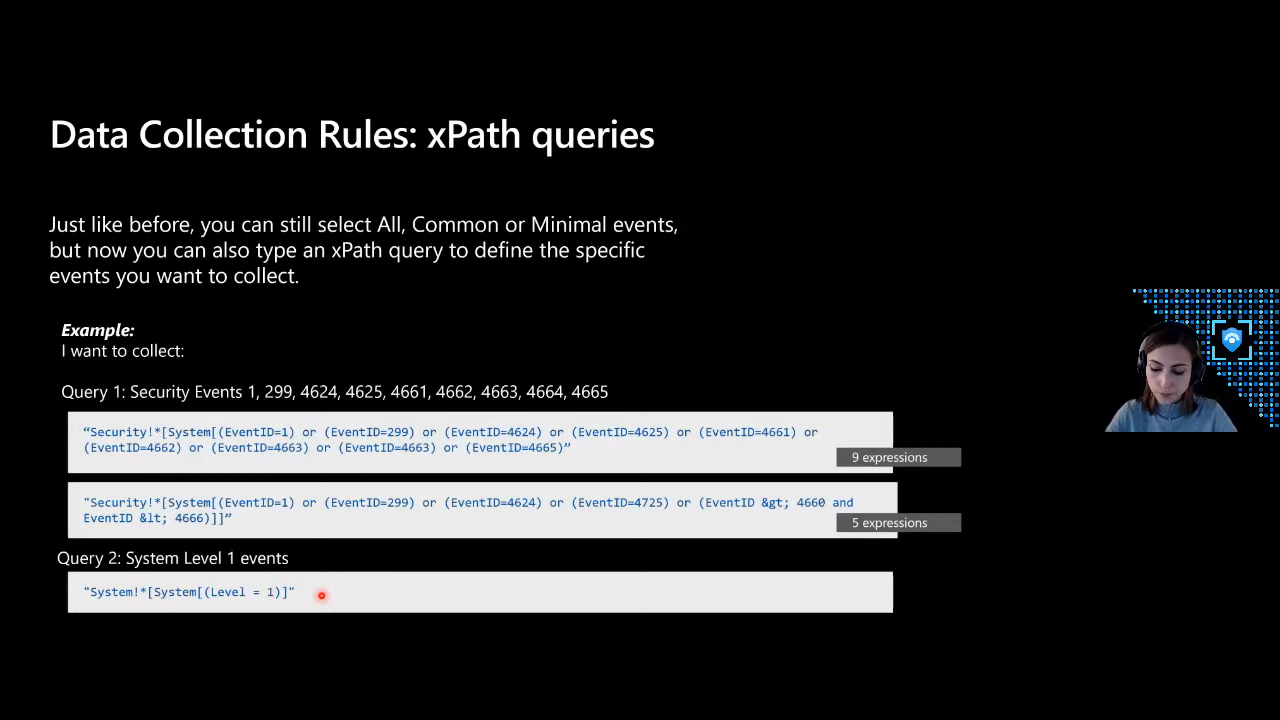 Data Collection Rules: xPath queries
Just like before, you can still select All, Common or Minimal events,
but now you can also type an xPath query to define the specific
events you want to collect.
Example:
I want to collect:
Query 1: Security Events 1, 299, 4624, 4625, 4661, 4662, 4663, 4664, 4665
“Security!*[System[(EventID=1) or (EventID=299) or (EventID=4624) or (EventID=4625) or (EventID=4661) or
(EventID=4662) or (EventID=4663) or (EventID=4663) or (EventID=4665)”
9 expressions
"Security!*[System[(EventID=1) or (EventID=299) or (EventID=4624) or (EventID=4725) or (EventID &gt; 4660 and
EventID &lt; 4666)]]”
5 expressions
Query 2: System Level 1 events
"System!*[System[(Level = 1)]"